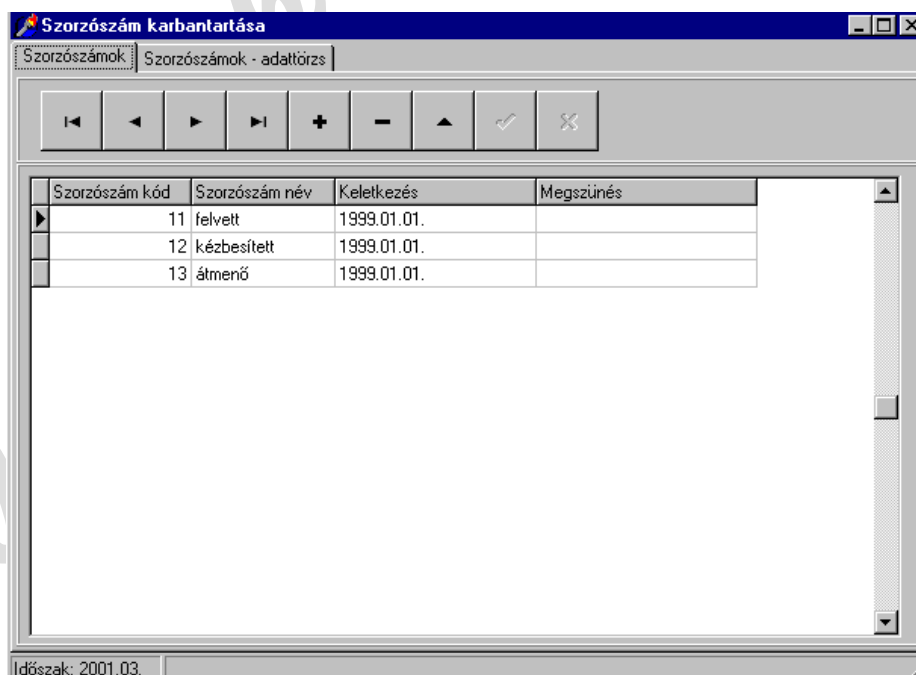 Szorzószám karbantartása
Szorzószámok Szorzószámok - adattörzs
Szorzószám kód Szorzószám név Keletkezés Megszünés
11 felvett 1999.01.01.
12 kézbesített 1999.01.01.
13 átmenő 1999.01.01.
Időszak: 2001.03.